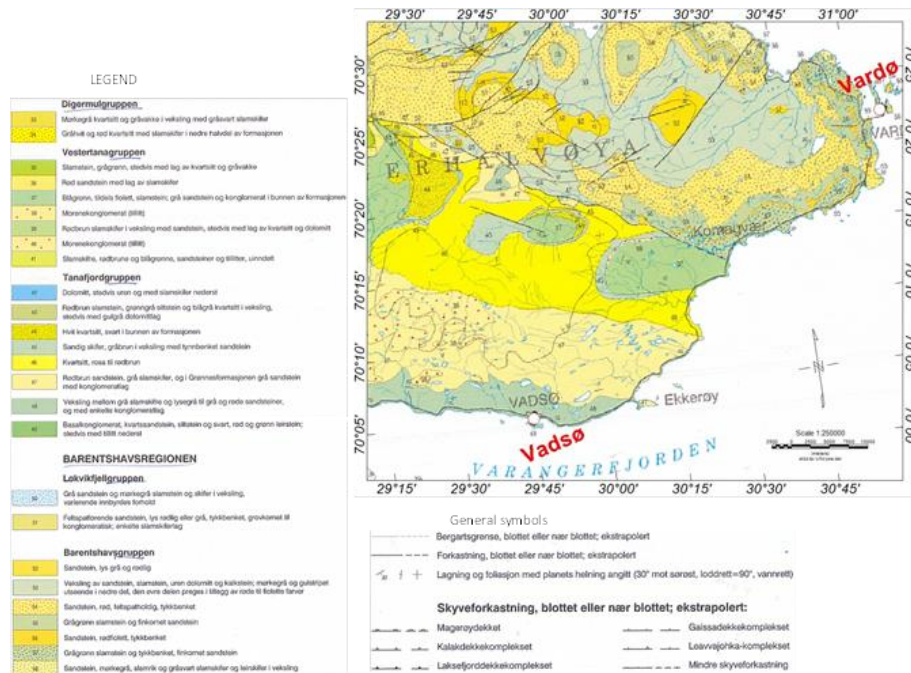 LEGEND
Digermulgruppen
Mørkegrå kvartsitt og gråvakke i veksling med gråsvart slamskifer
Gråhvit og rød kvartsitt med slamskifer i nedre halvdel av formasjonen
Vestertanagruppen
Slamstein, grågrønn, stedvis med lag av kvartsitt og gråvakke
Rød sandstein med lag av slamskifer
Blågrønn, tildels fiolett, slamstein; grå sandstein og konglomerat i bunnen av formasjonen
Morenekonglomerat (tillitt)
Rødbrun slamskifer i veksling med sandstein, stedvis med lag av kvartsitt og dolomitt
Morenekonglomerat (tillitt)
Slamskifre, rødbrune og blågrønne, sandsteiner og tillitter, uinndelt
Tanafjordgruppen
Dolomitt, stedvis uren og med slamskifer nederst
Rødbrun slamstein, grønngrå siltstein og blågrå kvartsitt i veksling,
stedvis med gulgrå dolomittlag
Hvit kvartsitt, svart i bunnen av formasjonen
Sandig skifer, gråbrun i veksling med tynnbenket sandstein
Kvartsitt, rosa til rødbrun
Rødbrun sandstein, grå slamskifer, og i Grønnesformasjonen grå sandstein
med konglomeratlag
Veksling mellom grå slamskifre og lysegrå til grå og røde sandsteiner,
og med enkelte konglomeratlag
Basalkonglomerat, kvartssandstein, siltstein og svart, rød og grønn leirstein;
stedvis med tillitt nederst
BARENTSHAVSREGIONEN
Løkvikfjellgruppen
Grå sandstein og mørkegrå slamstein og skifer i veksling,
varierende innbyrdes forhold
Feltspatførende sandstein, lys rødlig eller grå, tykkbenket, grovkornet til
konglomeratisk; enkelte slamskiferlag
Barentshavsgruppen
Sandstein, lys grå og rødlig
Veksling av sandstein, slamstein, uren dolomitt og kalkstein; mørkegrå og gulstripet
utseende i nedre del, den øvre delen preges i tillegg av røde til fiolette farver
Sandstein, rød, feltspatholdig, tykkbenket
Grågrønn slamstein og finkornet sandstein
Sandstein, rødfiolett, tykkbenket
Grågrønn slamstein og tykkbenket, finkornet sandstein
Sandstein, mørkegrå, slamrik og gråsvart slamskifer og leirskifer i veksling
29°30' 29°45' 30°00' 30°15' 30°30' 30°45' 31°00'
70°30'
70°25'
70°20'
70°15'
70°10'
70°05'
Vardø
ERHALVØYA
Komagvær
VADSØ
Ekkerøy
Vadsø
VARANGERFJORDEN
Scale 1:250000
29°15' 29°30' 29°45' 30°00' 30°15' 30°30' 30°45'
General symbols
Bergartsgrense, blottet eller nær blottet; ekstrapolert
Forkastning, blottet eller nær blottet; ekstrapolert
Lagning og foliasjon med planets helning angitt (30° mot sørøst, loddrett=90°, vannrett)
Skyveforkastning, blottet eller nær blottet; ekstrapolert:
Magerøydekket
Kalakdekkekomplekset
Laksefjorddekkekomplekset
Gaissadekkekomplekset
Leavvajohka-komplekset
Mindre skyveforkastning